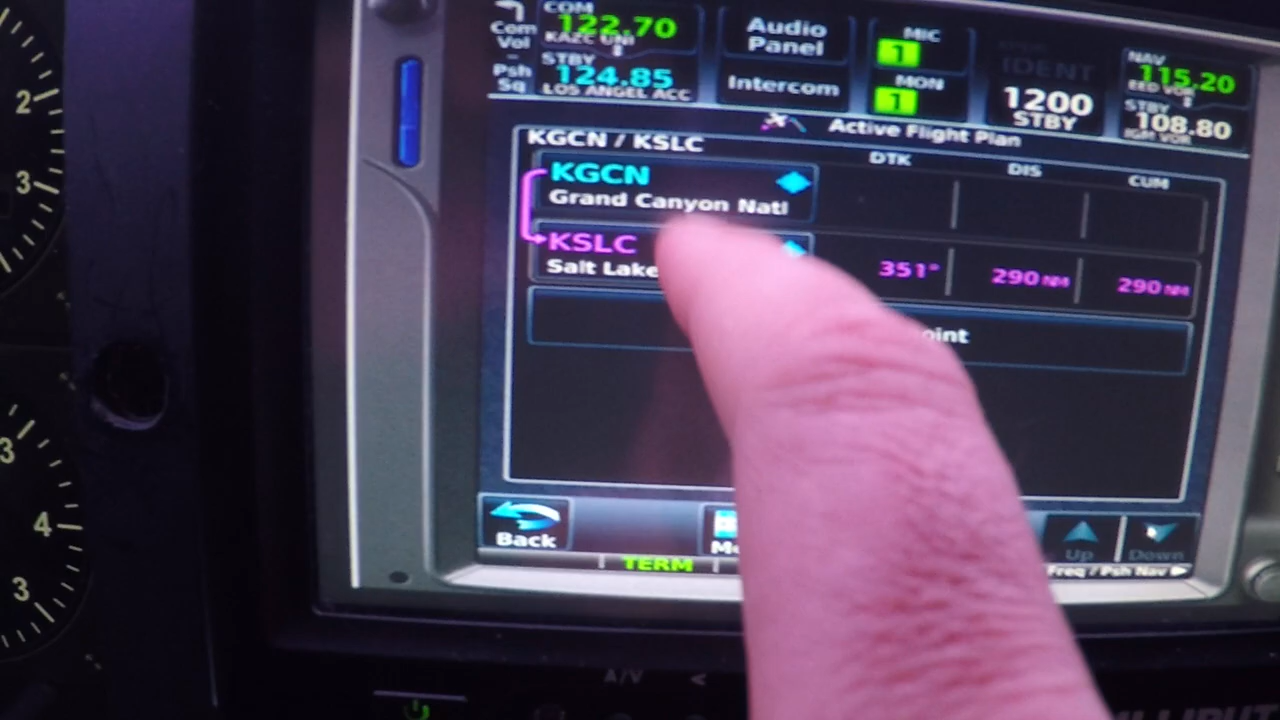 2
3
3
4
3
Com
Vol
-
Psh
Sq
COM
122.70
KAZC UNI
STBY
124.85
LOS ANGEL ACC
Audio
Panel
Intercom
MIC
1
MON
1
IDENT
1200
STBY
NAV
115.20
EED VOR
STBY
108.80
Active Flight Plan
KGCN / KSLC
DTK
DIS
CUM
KGCN
Grand Canyon Natl
KSLC
Salt Lake
351°
290 NM
290 NM
Back
Up
Down
TERM
Freq / Psh Nav
A/V